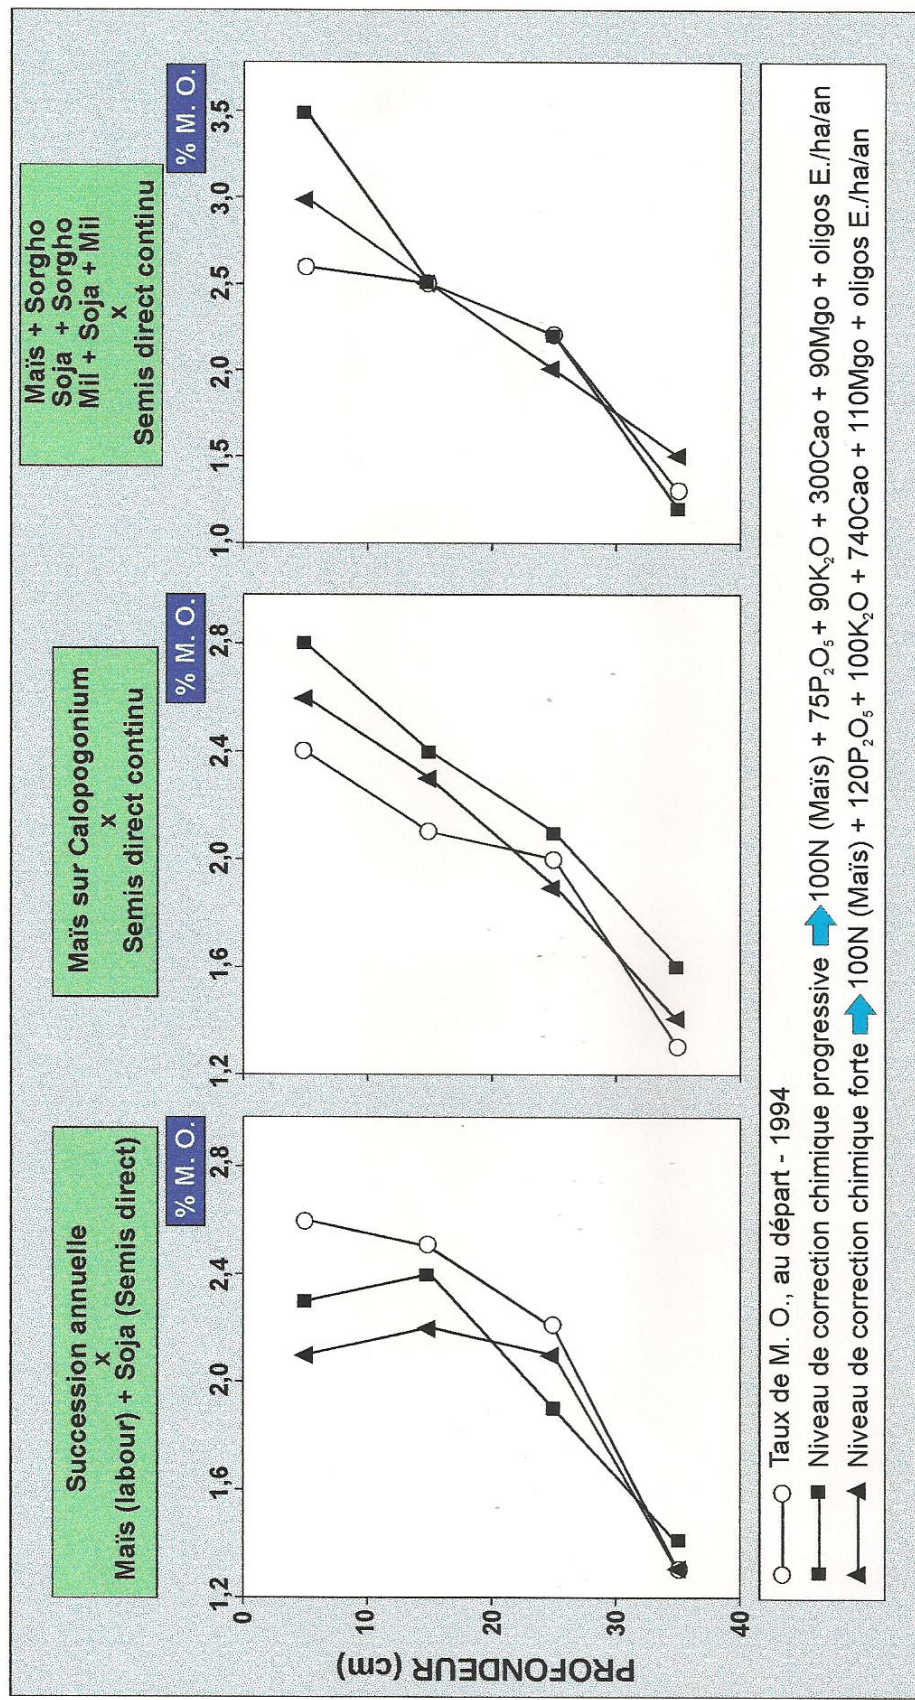 Succession annuelle
x
Maïs (labour) + Soja (Semis direct)
Maïs sur Calopogonium
x
Semis direct continu
Maïs + Sorgho
Soja + Sorgho
Mil + Soja + Mil
x
Semis direct continu
% M. O.
% M. O.
% M. O.
1,2 1,6 2,0 2,4 2,8
1,2 1,6 2,0 2,4 2,8
1,0 1,5 2,0 2,5 3,0 3,5
PROFONDEUR (cm)
0
10
20
30
40
Taux de M. O., au départ - 1994
Niveau de correction chimique progressive 100N (Maïs) + 75P₂O₅ + 90K₂O + 300Cao + 90Mgo + oligos E./ha/an
Niveau de correction chimique forte 100N (Maïs) + 120P₂O₅ + 100K₂O + 740Cao + 110Mgo + oligos E./ha/an